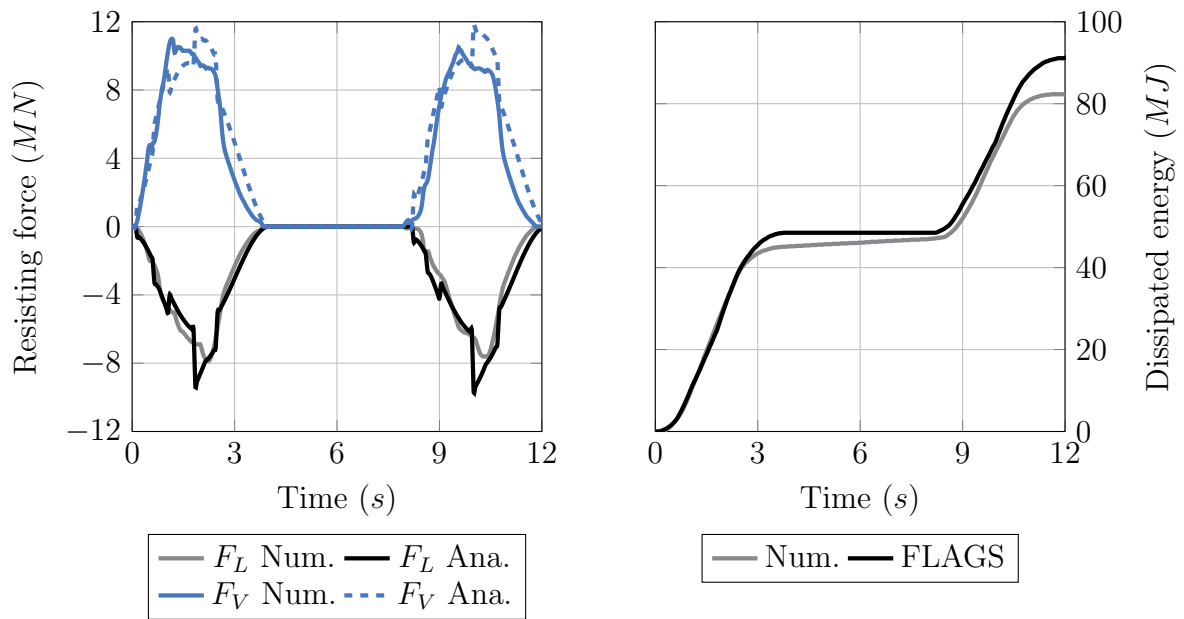 12
8
4
0
−4
−8
−12
0 3 6 9 12
Resisting force (MN)
Time (s)
F_L Num. F_L Ana.
F_V Num. F_V Ana.
100
80
60
40
20
0
0 3 6 9 12
Dissipated energy (MJ)
Time (s)
Num. FLAGS